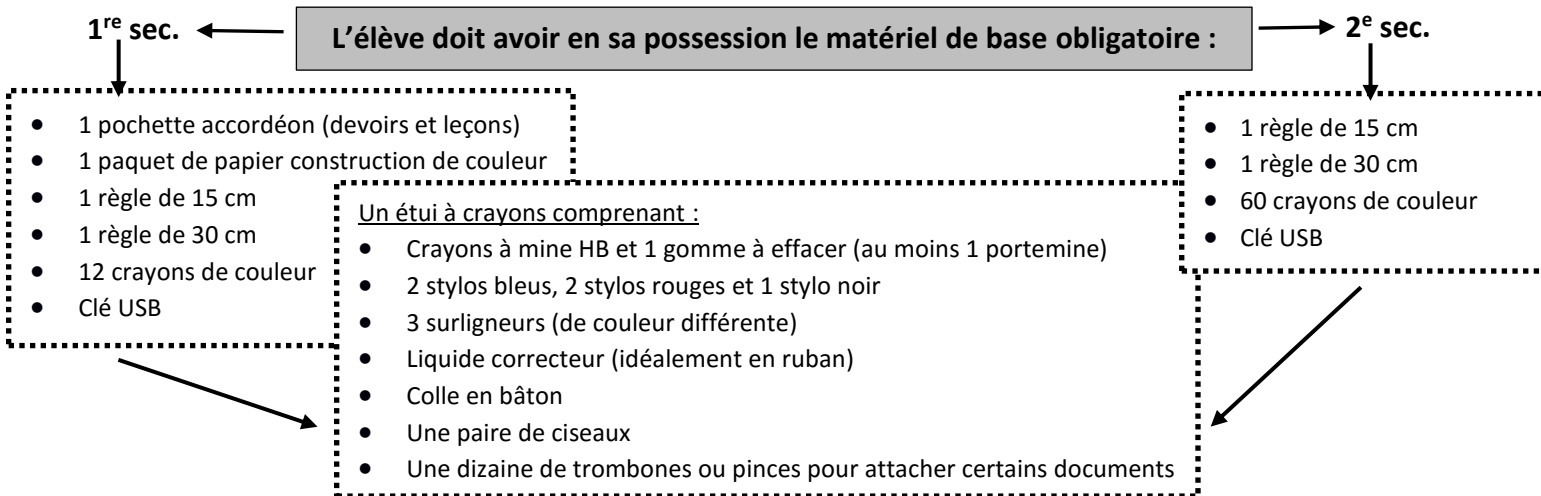 1re sec.
L’élève doit avoir en sa possession le matériel de base obligatoire :
2e sec.
• 1 pochette accordéon (devoirs et leçons)
• 1 paquet de papier construction de couleur
• 1 règle de 15 cm
• 1 règle de 30 cm
• 12 crayons de couleur
• Clé USB
• 1 règle de 15 cm
• 1 règle de 30 cm
• 60 crayons de couleur
• Clé USB
Un étui à crayons comprenant :
• Crayons à mine HB et 1 gomme à effacer (au moins 1 portemine)
• 2 stylos bleus, 2 stylos rouges et 1 stylo noir
• 3 surligneurs (de couleur différente)
• Liquide correcteur (idéalement en ruban)
• Colle en bâton
• Une paire de ciseaux
• Une dizaine de trombones ou pinces pour attacher certains documents